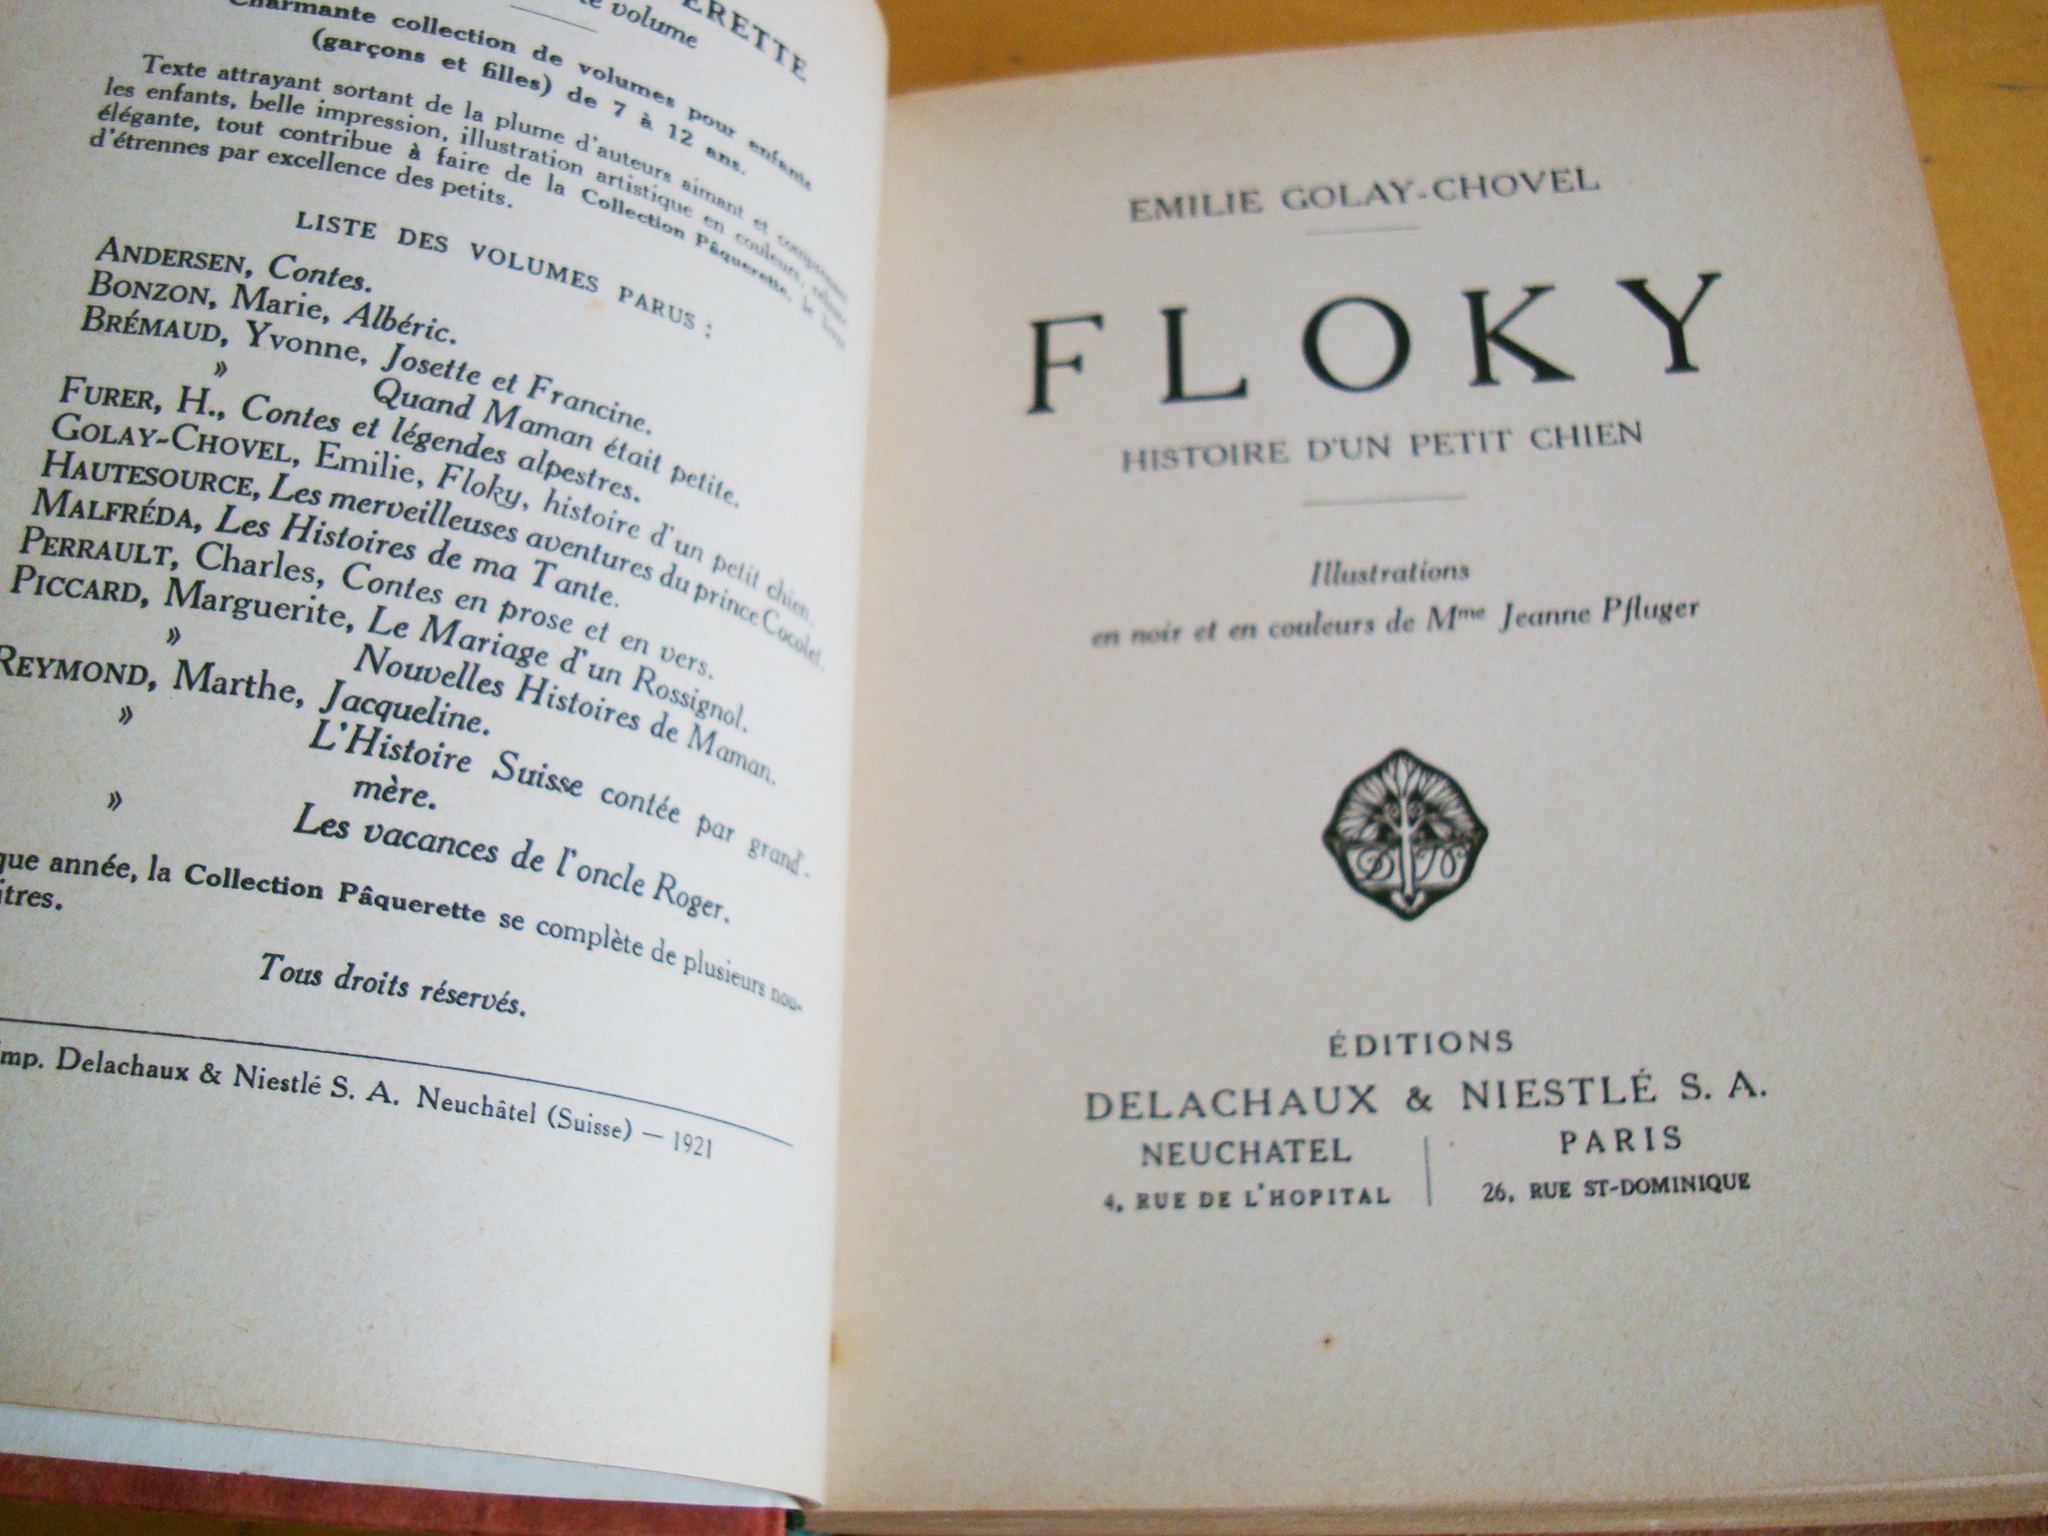 ERETTE
volume
Charmante collection de volumes pour enfants
(garçons et filles) de 7 à 12 ans.
Texte attrayant sortant de la plume d'auteurs aimant et comprenant
les enfants, belle impression, illustration artistique en couleurs, reliure
élégante, tout contribue à faire de la Collection Pâquerette, le livre
d'étrennes par excellence des petits.
LISTE DES VOLUMES PARUS :
ANDERSEN, Contes.
BONZON, Marie, Albéric.
BRÉMAUD, Yvonne, Josette et Francine.
» Quand Maman était petite.
FURER, H., Contes et légendes alpestres.
GOLAY-CHOVEL, Emilie, Floky, histoire d'un petit chien.
HAUTESOURCE, Les merveilleuses aventures du prince Cocolet.
MALFRÉDA, Les Histoires de ma Tante.
PERRAULT, Charles, Contes en prose et en vers.
PICCARD, Marguerite, Le Mariage d'un Rossignol.
» Nouvelles Histoires de Maman.
REYMOND, Marthe, Jacqueline.
» L'Histoire Suisse contée par grand'-
mère.
» Les vacances de l'oncle Roger.
que année, la Collection Pâquerette se complète de plusieurs nou-
itres.
Tous droits réservés.
Imp. Delachaux & Niestlé S. A. Neuchâtel (Suisse) — 1921
EMILIE GOLAY-CHOVEL
FLOKY
HISTOIRE D'UN PETIT CHIEN
Illustrations
en noir et en couleurs de Mme Jeanne Pfluger
D N
ÉDITIONS
DELACHAUX & NIESTLÉ S. A.
NEUCHATEL
4, RUE DE L'HOPITAL
PARIS
26, RUE ST-DOMINIQUE